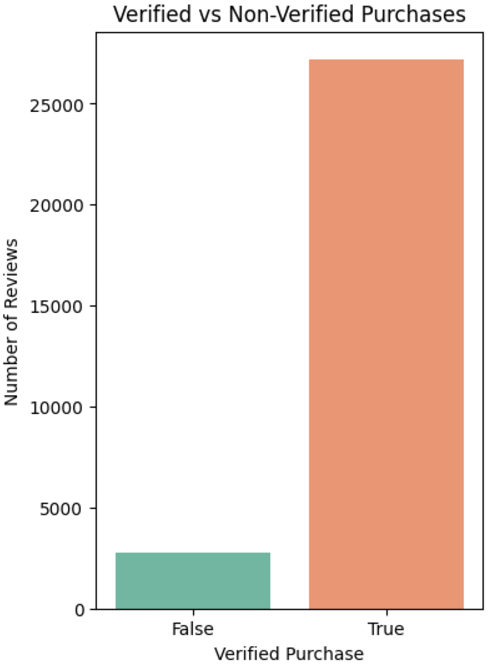 Verified vs Non-Verified Purchases
25000
20000
15000
10000
5000
0
Number of Reviews
False True
Verified Purchase